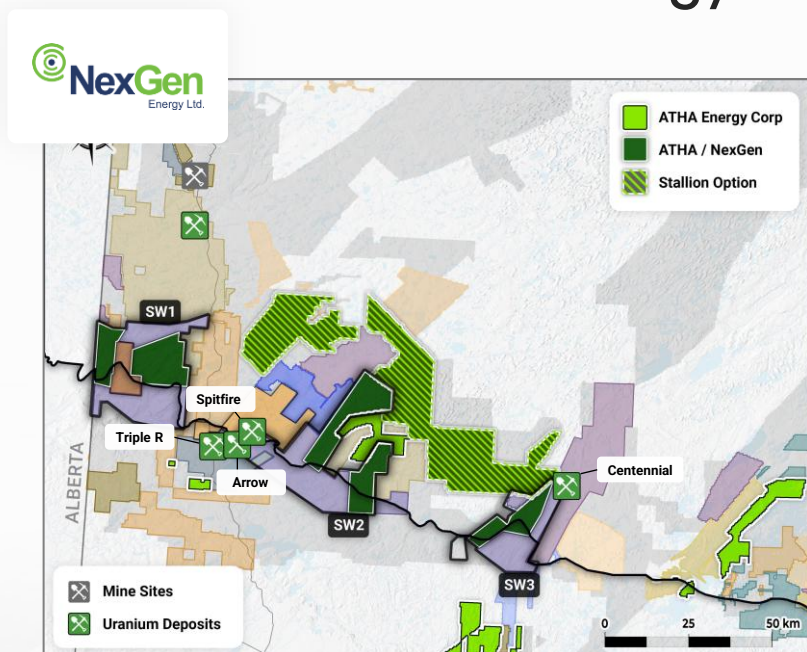 NexGen
Energy Ltd.
ATHA Energy Corp
ATHA / NexGen
Stallion Option
SW1
Spitfire
Triple R
Arrow
Centennial
ALBERTA
SW2
SW3
Mine Sites
Uranium Deposits
0 25 50 km